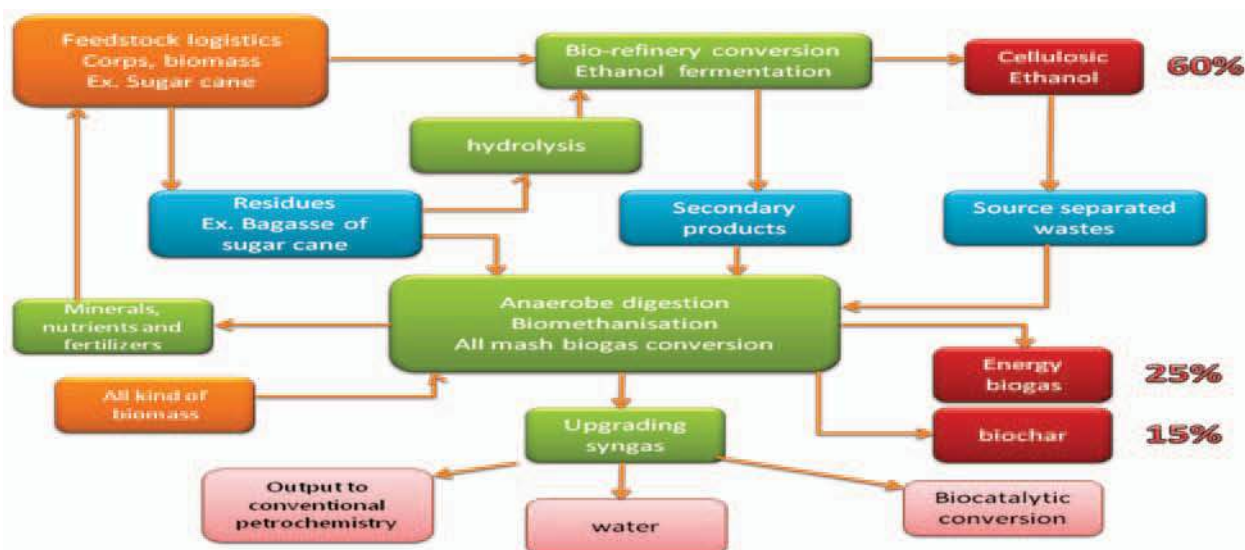 Feedstock logistics
Corps, biomass
Ex. Sugar cane
Bio-refinery conversion
Ethanol fermentation
Cellulosic
Ethanol
60%
hydrolysis
Residues
Ex. Bagasse of
sugar cane
Secondary
products
Source separated
wastes
Minerals,
nutrients and
fertilizers
Anaerobe digestion
Biomethanisation
All mash biogas conversion
Energy
biogas
25%
All kind of
biomass
Upgrading
syngas
biochar
15%
Output to
conventional
petrochemistry
water
Biocatalytic
conversion